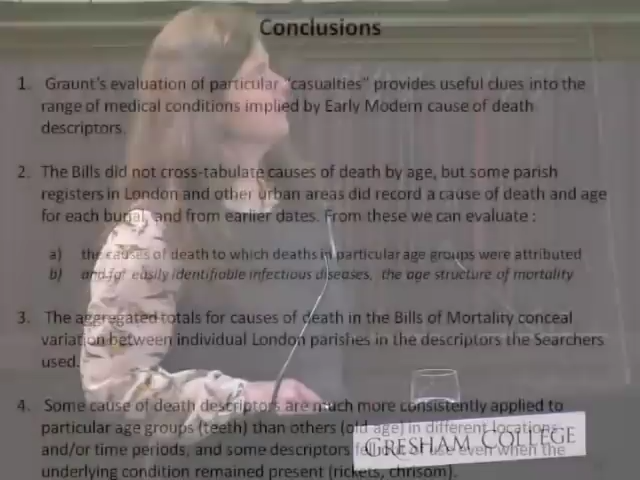 Conclusions
1. Graunt's evaluation of particular "casualties" provides useful clues into the
range of medical conditions implied by Early Modern cause of death
descriptors.
2. The Bills did not cross-tabulate causes of death by age, but some parish
registers in London and other urban areas did record a cause of death and age
for each burial, and from earlier dates. From these we can evaluate :
a) the causes of death to which deaths in particular age groups were attributed
b) and for easily identifiable infectious diseases, the age structure of mortality
3. The aggregated totals for causes of death in the Bills of Mortality conceal
variation between individual London parishes in the descriptors the Searchers
used.
4. Some cause of death descriptors are much more consistently applied to
particular age groups (teeth) than others (old age) in different locations
and/or time periods, and some descriptors of use even when the
underlying condition remained present (rickets, chrisom).
GRESHAM COLLEGE